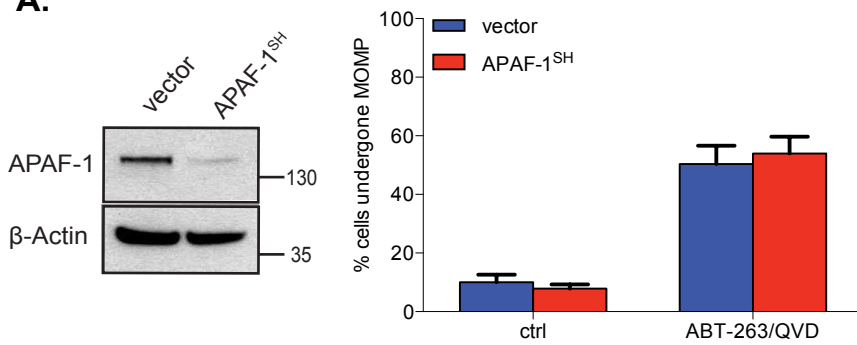 A.
vector
APAF-1SH
APAF-1
130
β-Actin
35
% cells undergone MOMP
100
80
60
40
20
0
vector
APAF-1SH
ctrl
ABT-263/QVD